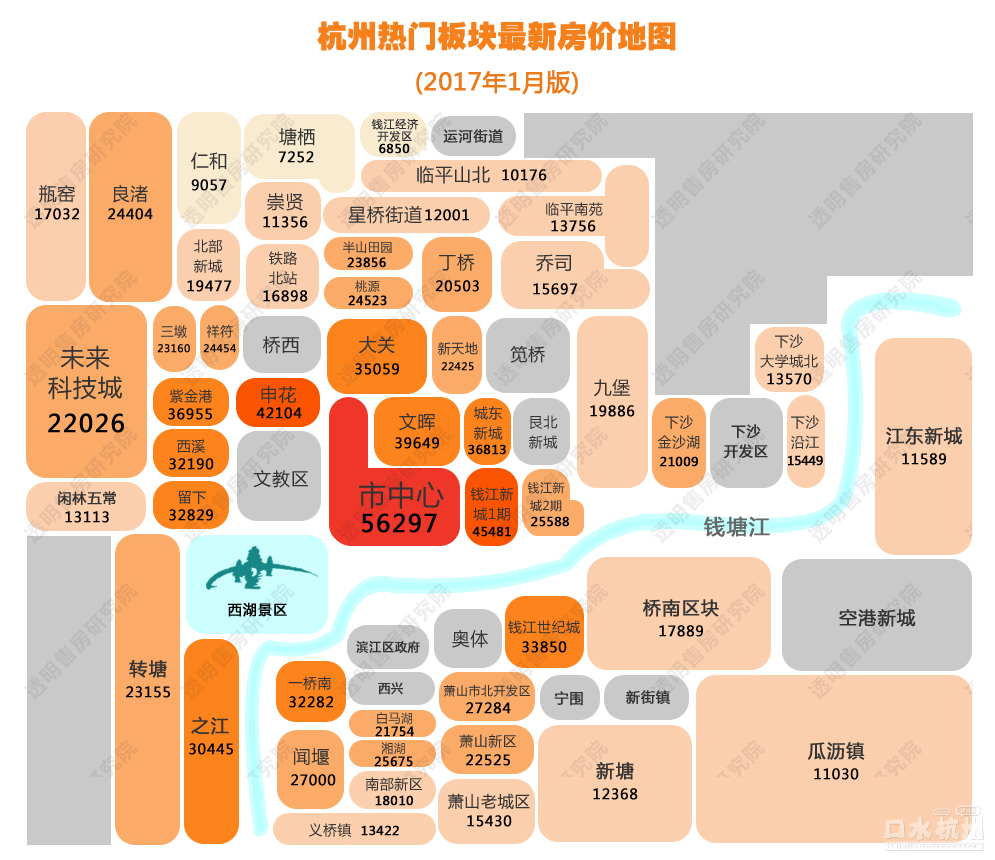 杭州热门板块最新房价地图
(2017年1月版)
瓶窑
17032
良渚
24404
仁和
9057
塘栖
7252
钱江经济
开发区
6850
运河街道
临平山北 10176
崇贤
11356
星桥街道12001
临平南苑
13756
北部
新城
19477
铁路
北站
16898
半山田园
23856
桃源
24523
丁桥
20503
乔司
15697
未来
科技城
22026
三墩
23160
祥符
24454
桥西
大关
35059
新天地
22425
笕桥
九堡
19886
下沙
大学城北
13570
紫金港
36955
申花
42104
文晖
39649
城东
新城
36813
艮北
新城
下沙
金沙湖
21009
下沙
开发区
下沙
沿江
15449
江东新城
11589
西溪
32190
文教区
市中心
56297
钱江新
城1期
45481
钱江新
城2期
25588
闲林五常
13113
留下
32829
钱塘江
西湖景区
转塘
23155
之江
30445
滨江区政府
奥体
钱江世纪城
33850
桥南区块
17889
空港新城
一桥南
32282
西兴
萧山市北开发区
27284
宁围
新街镇
白马湖
21754
闻堰
27000
湘湖
25675
萧山新区
22525
新塘
12368
瓜沥镇
11030
南部新区
18010
萧山老城区
15430
义桥镇 13422
透明售房研究院
口水杭州